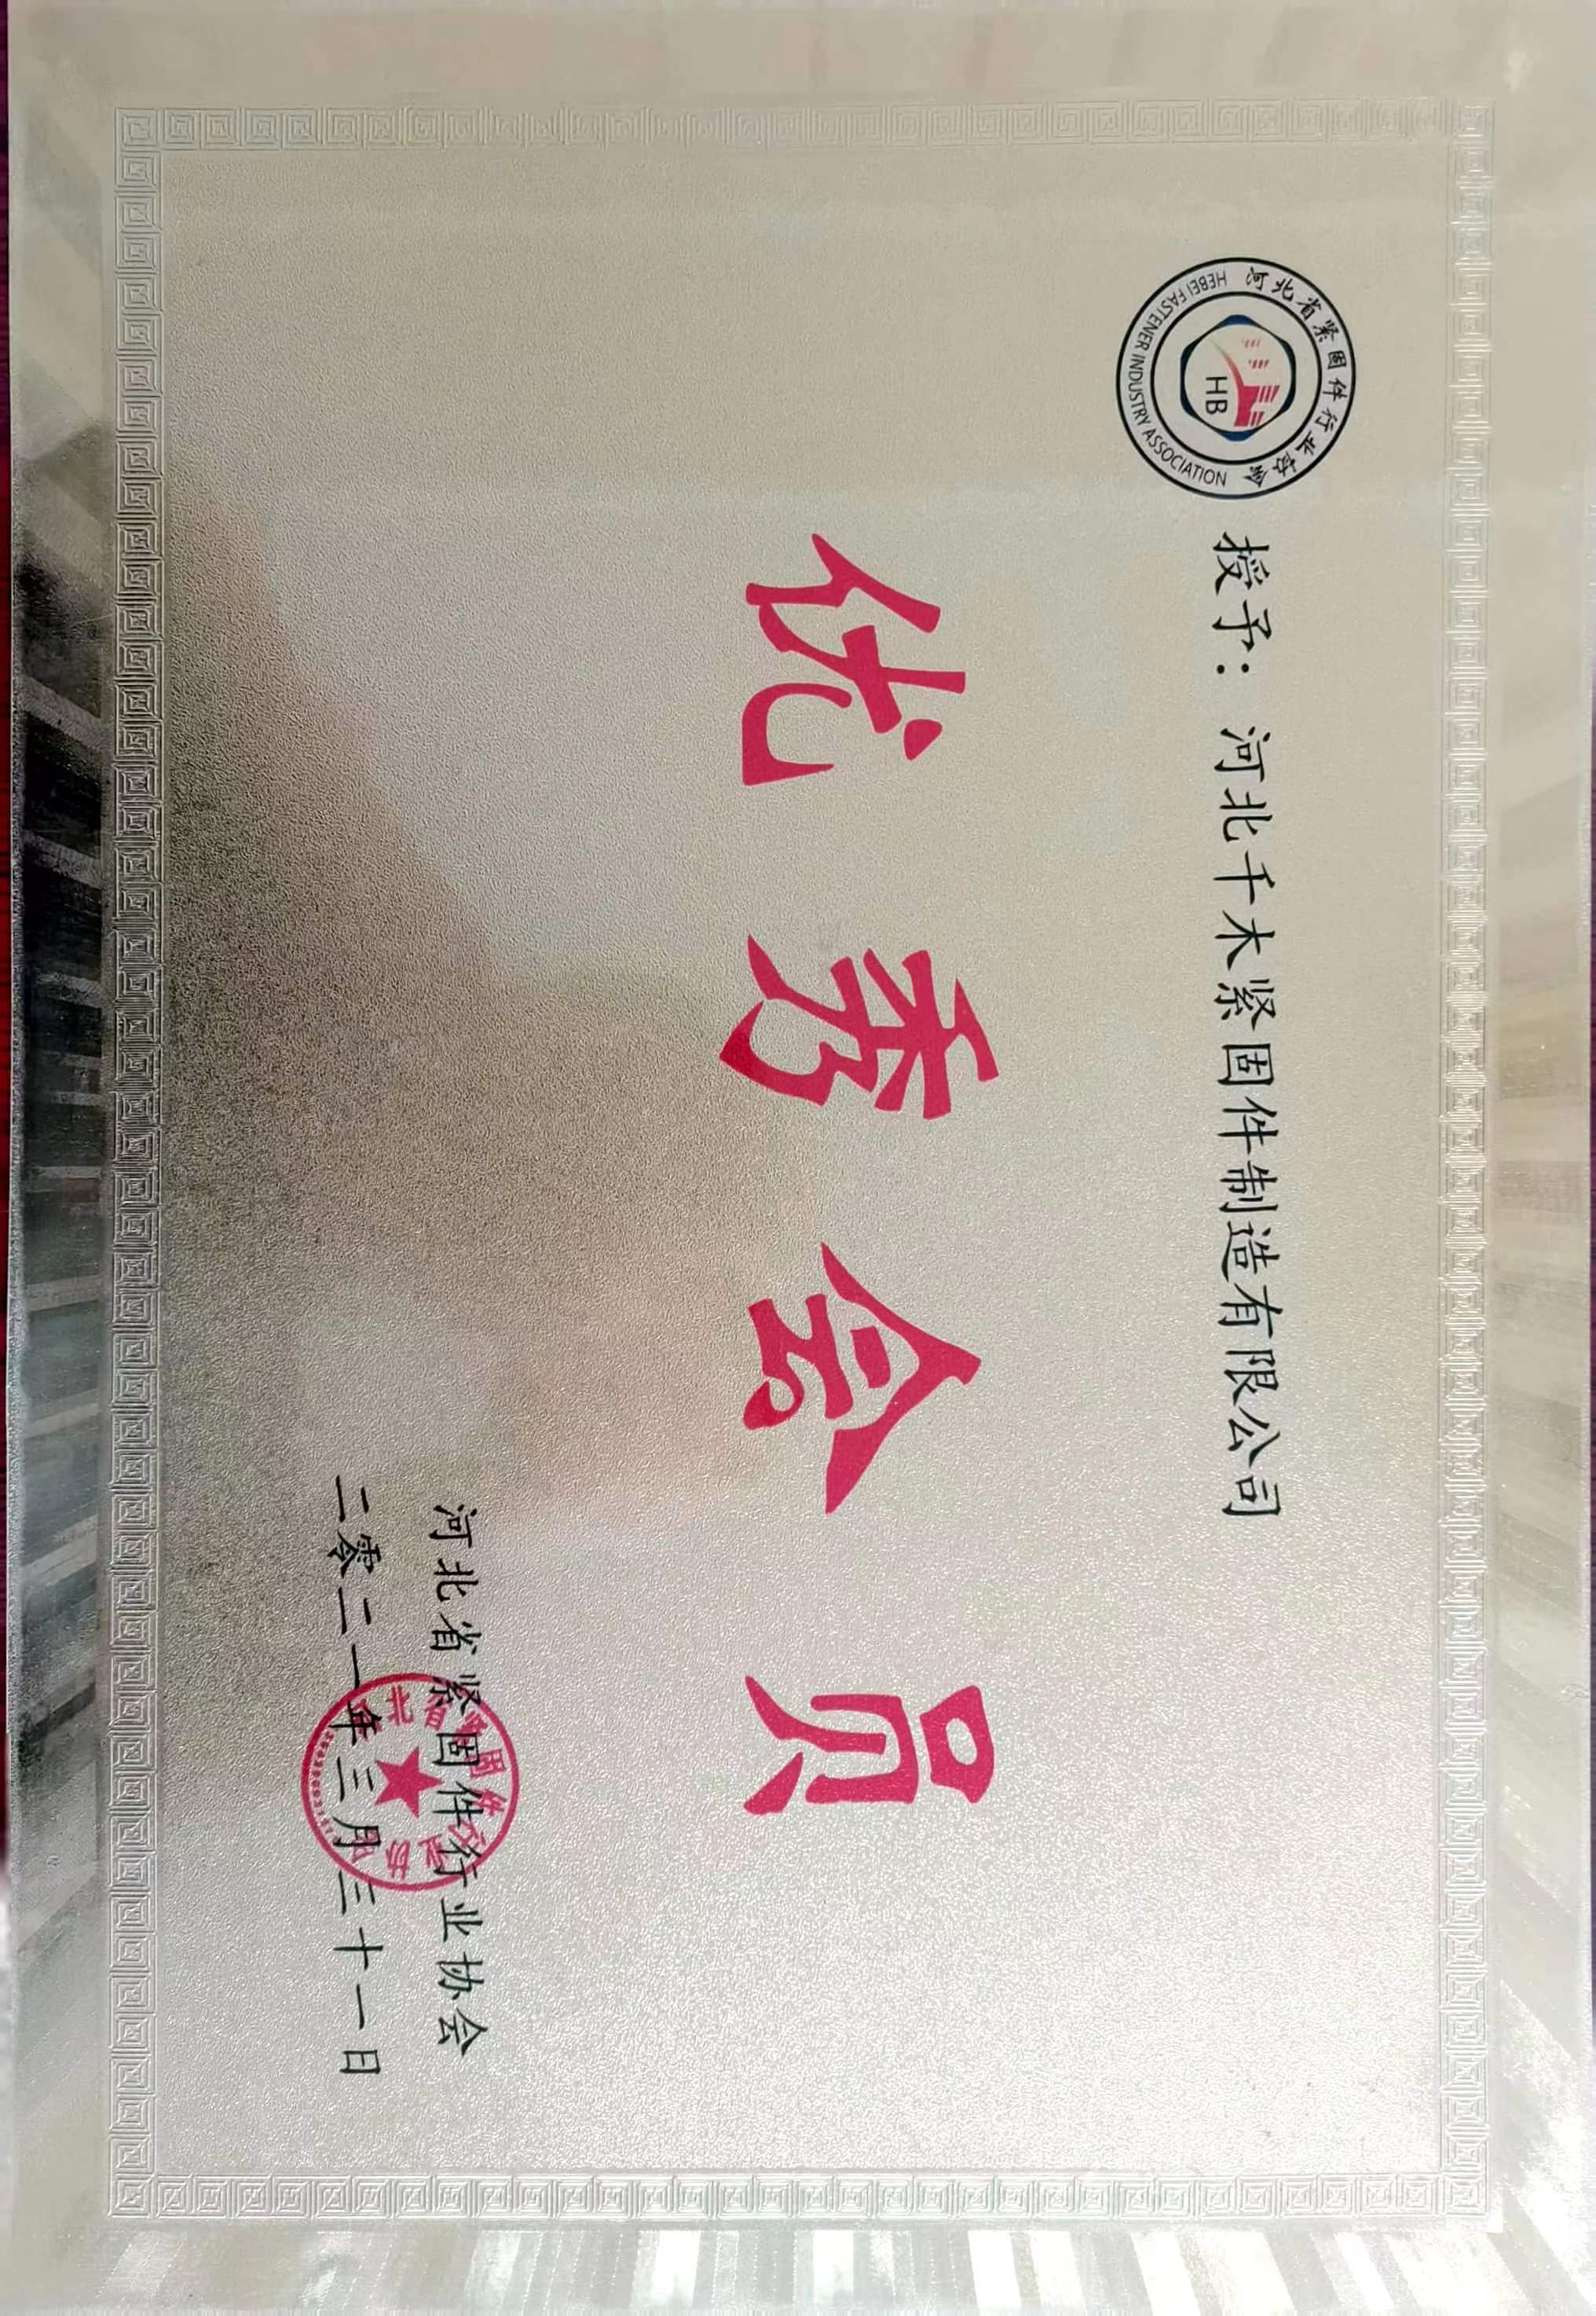 河北省紧固件行业协会
HEBEI FASTENER INDUSTRY ASSOCIATION
HB
授予：河北千木紧固件制造有限公司
优秀会员
河北省紧固件行业协会
二零二一年三月三十一日